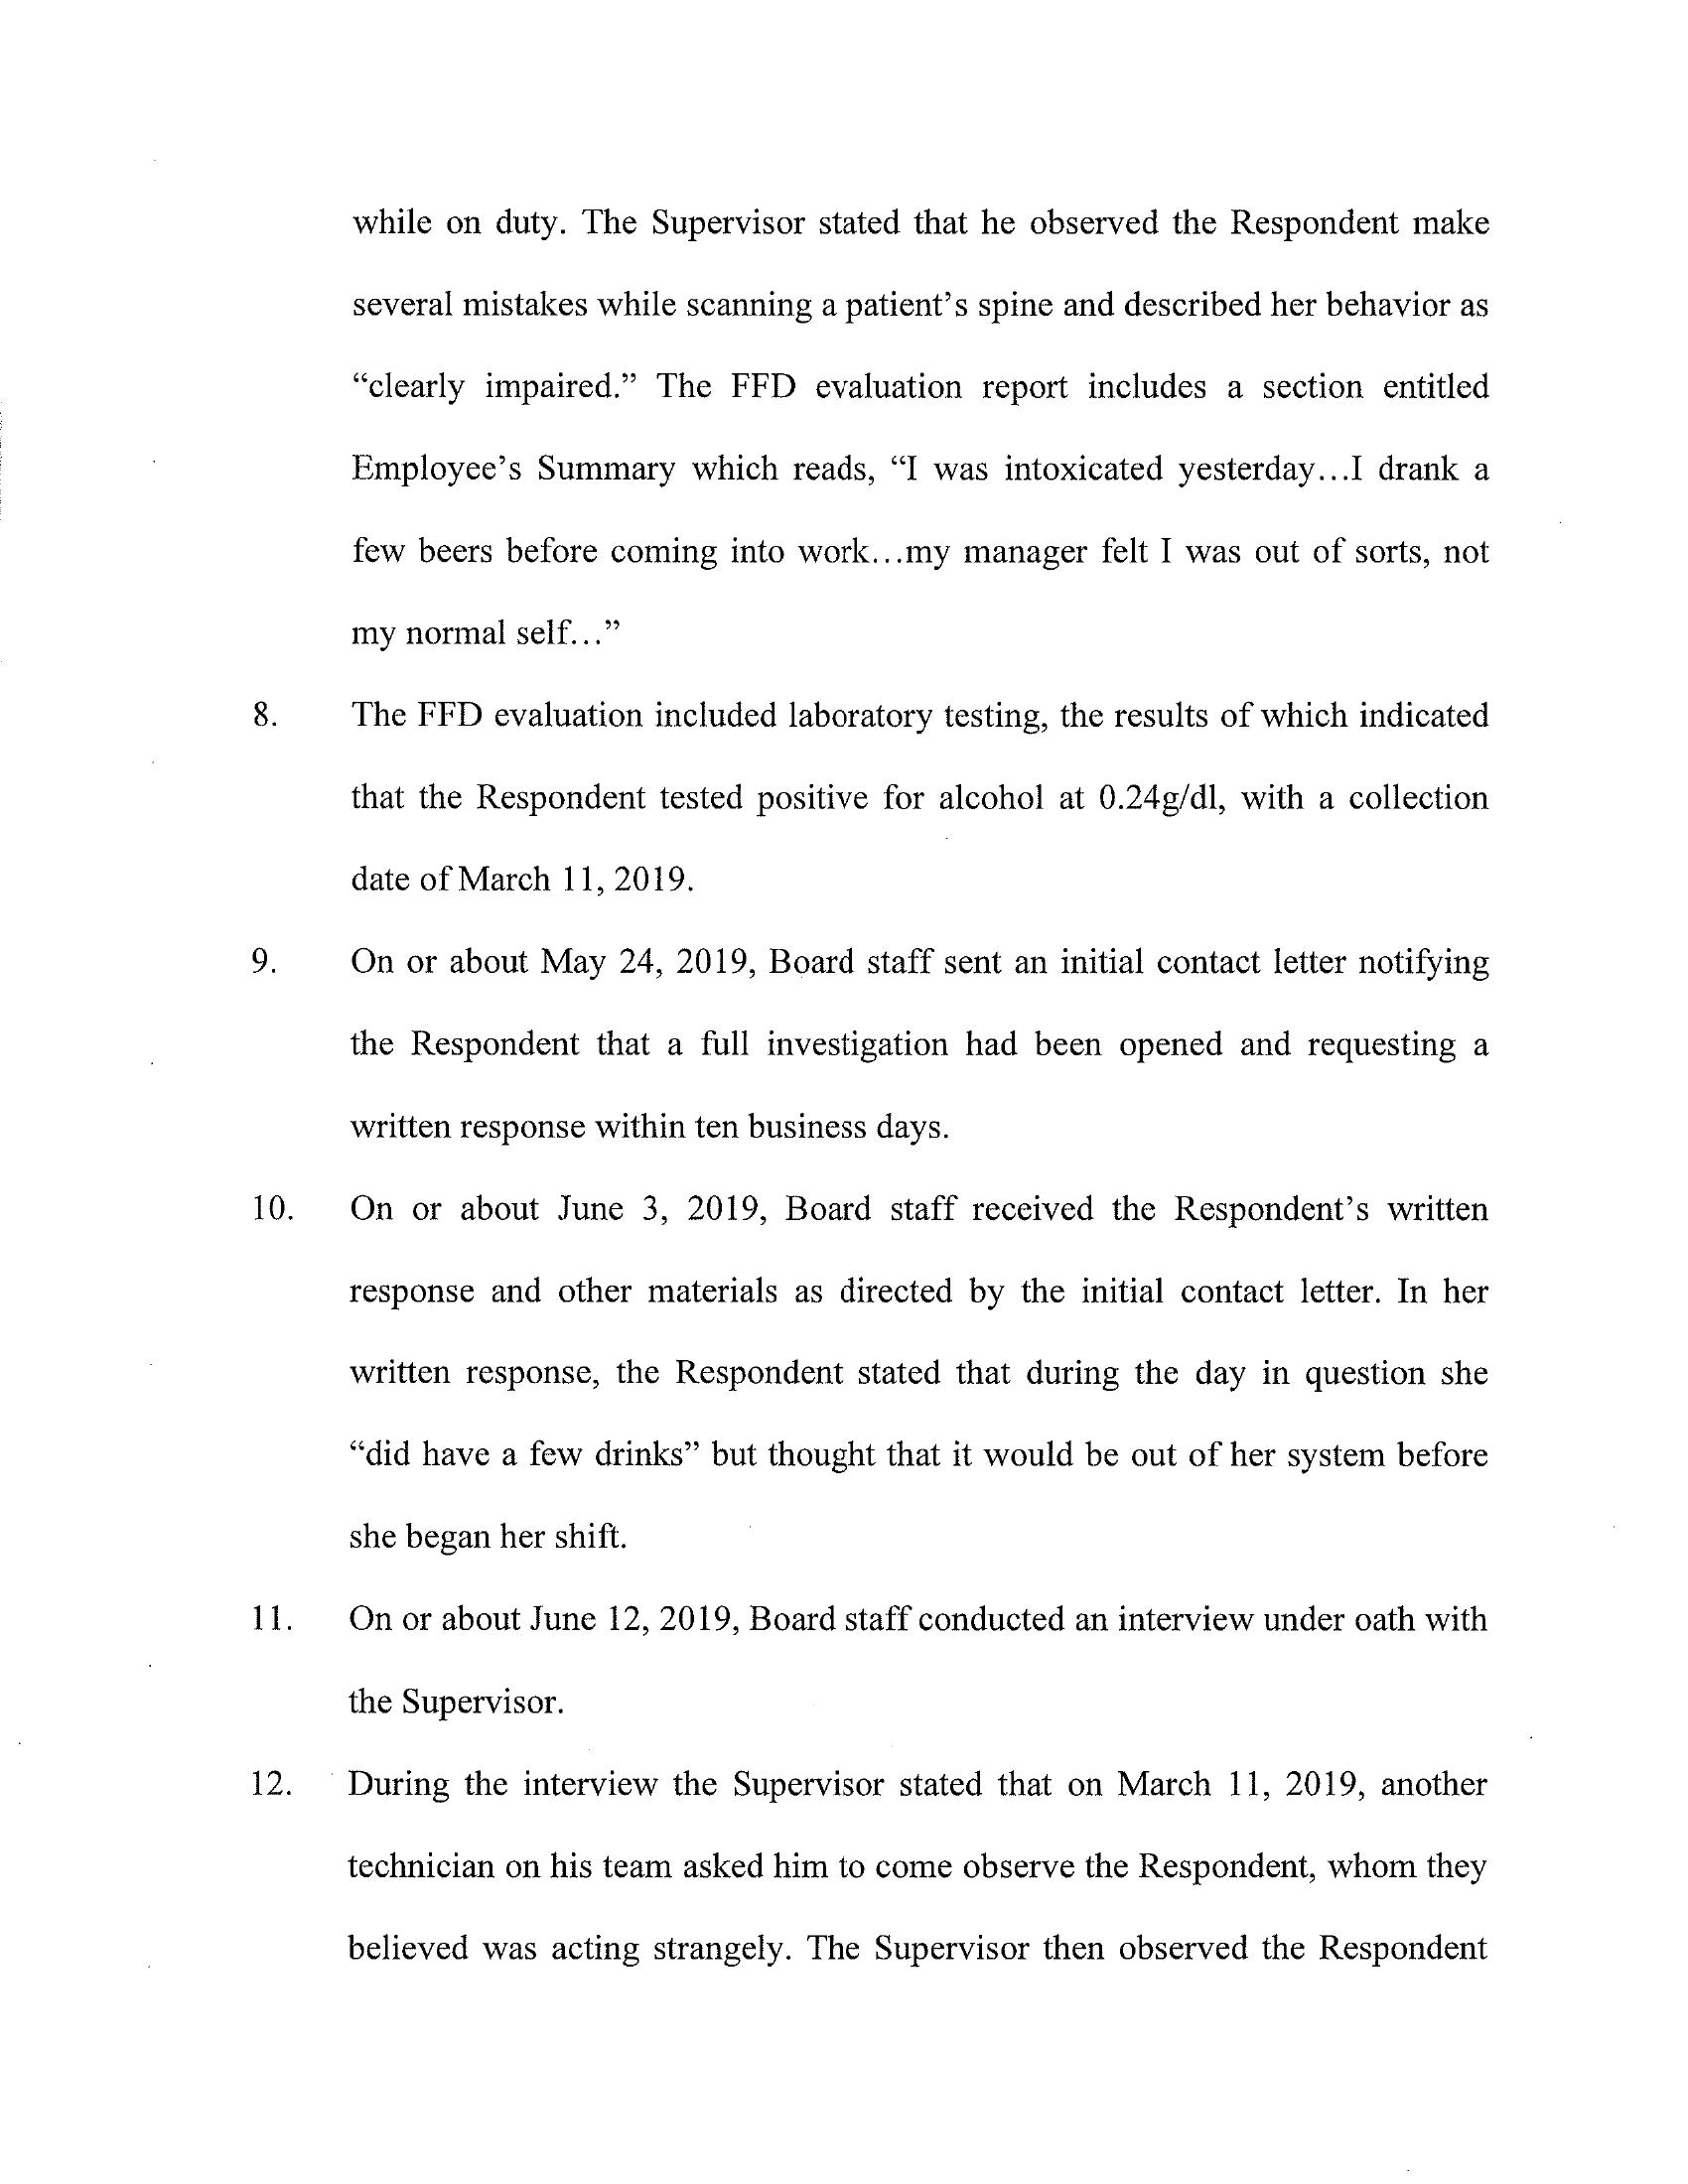 while on duty. The Supervisor stated that he observed the Respondent make
several mistakes while scanning a patient’s spine and described her behavior as
“clearly impaired.” The FFD evaluation report includes a section entitled
Employee’s Summary which reads, “I was intoxicated yesterday...I drank a
few beers before coming into work...my manager felt I was out of sorts, not
my normal self...”
8. The FFD evaluation included laboratory testing, the results of which indicated
that the Respondent tested positive for alcohol at 0.24g/dl, with a collection
date of March 11, 2019.
9. On or about May 24, 2019, Board staff sent an initial contact letter notifying
the Respondent that a full investigation had been opened and requesting a
written response within ten business days.
10. On or about June 3, 2019, Board staff received the Respondent’s written
response and other materials as directed by the initial contact letter. In her
written response, the Respondent stated that during the day in question she
“did have a few drinks” but thought that it would be out of her system before
she began her shift.
11. On or about June 12, 2019, Board staff conducted an interview under oath with
the Supervisor.
12. During the interview the Supervisor stated that on March 11, 2019, another
technician on his team asked him to come observe the Respondent, whom they
believed was acting strangely. The Supervisor then observed the Respondent